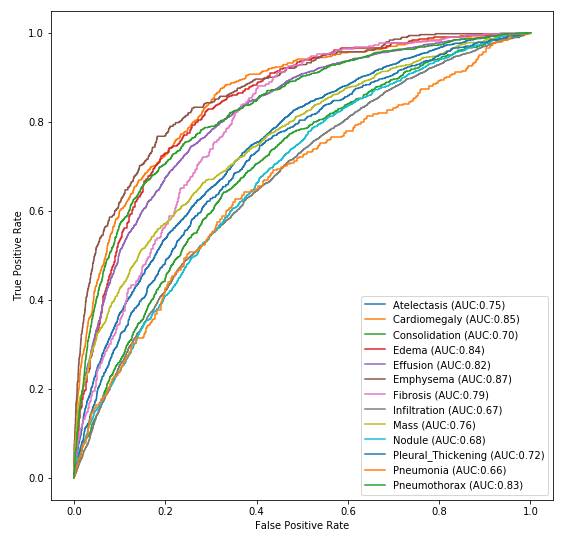 1.0
0.8
0.6
0.4
0.2
0.0
True Positive Rate
0.0 0.2 0.4 0.6 0.8 1.0
False Positive Rate
Atelectasis (AUC:0.75)
Cardiomegaly (AUC:0.85)
Consolidation (AUC:0.70)
Edema (AUC:0.84)
Effusion (AUC:0.82)
Emphysema (AUC:0.87)
Fibrosis (AUC:0.79)
Infiltration (AUC:0.67)
Mass (AUC:0.76)
Nodule (AUC:0.68)
Pleural_Thickening (AUC:0.72)
Pneumonia (AUC:0.66)
Pneumothorax (AUC:0.83)